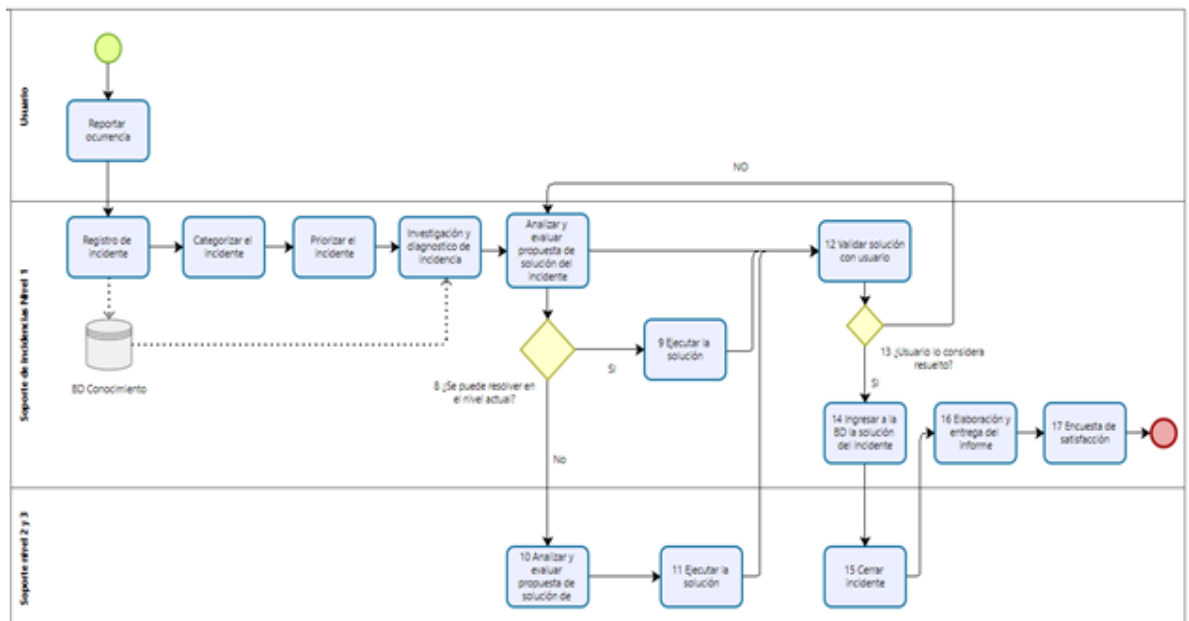 Usuario
Reportar
ocurrencia
NO
Soporte de Incidencias Nivel 1
Registro de
incidente
Categorizar el
incidente
Priorizar el
incidente
Investigación y
diagnostico de
incidencia
Analizar y
evaluar
propuesta de
solución del
incidente
12 Validar solución
con usuario
BD Conocimiento
8 ¿Se puede resolver en
el nivel actual?
SI
9 Ejecutar la
solución
13 ¿Usuario lo considera
resuelto?
SI
14 Ingresar a la
BD la solución
del incidente
16 Elaboración y
entrega del
informe
17 Encuesta de
satisfacción
No
Soporte nivel 2 y 3
10 Analizar y
evaluar
propuesta de
solución de
11 Ejecutar la
solución
15 Cerrar
incidente